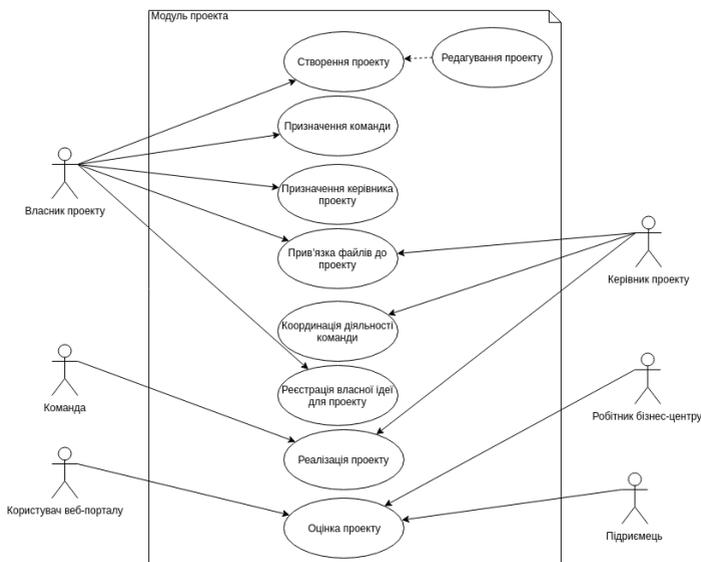 Модуль проекта
Створення проекту
Редагування проекту
Призначення команди
Власник проекту
Призначення керівника
проекту
Прив'язка файлів до
проекту
Керівник проекту
Координація діяльності
команди
Команда
Реєстрація власної ідеї
для проекту
Робітник бізнес-центру
Реалізація проекту
Користувач веб-порталу
Оцінка проекту
Підриємець